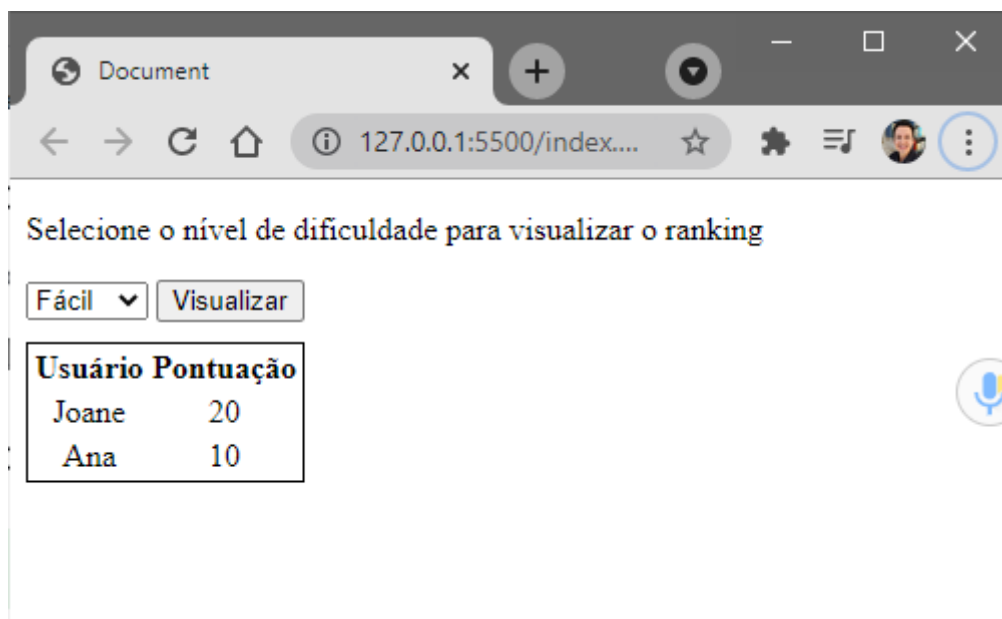 Document
127.0.0.1:5500/index....
Selecione o nível de dificuldade para visualizar o ranking
Fácil Visualizar
Usuário Pontuação
Joane 20
Ana 10